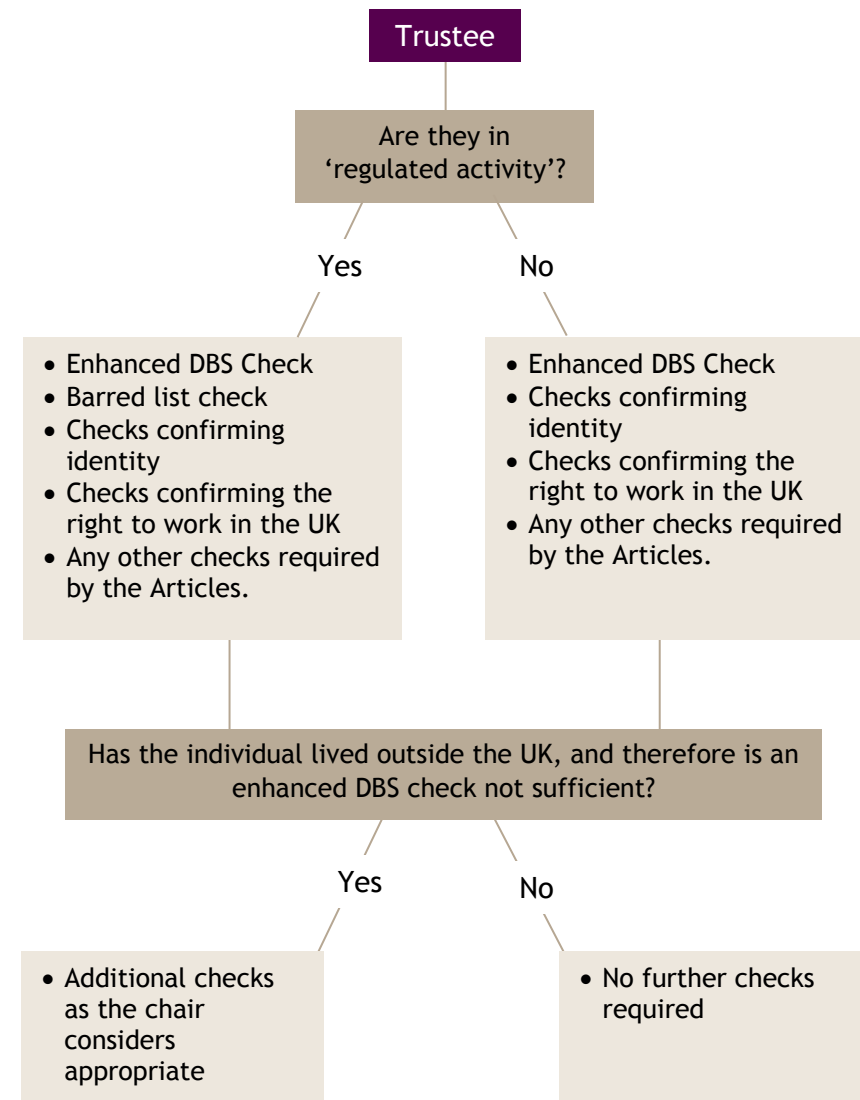 Trustee
Are they in
‘regulated activity’?
Yes
No
• Enhanced DBS Check
• Barred list check
• Checks confirming
identity
• Checks confirming the
right to work in the UK
• Any other checks required
by the Articles.
• Enhanced DBS Check
• Checks confirming
identity
• Checks confirming the
right to work in the UK
• Any other checks required
by the Articles.
Has the individual lived outside the UK, and therefore is an
enhanced DBS check not sufficient?
Yes
No
• Additional checks
as the chair
considers
appropriate
• No further checks
required